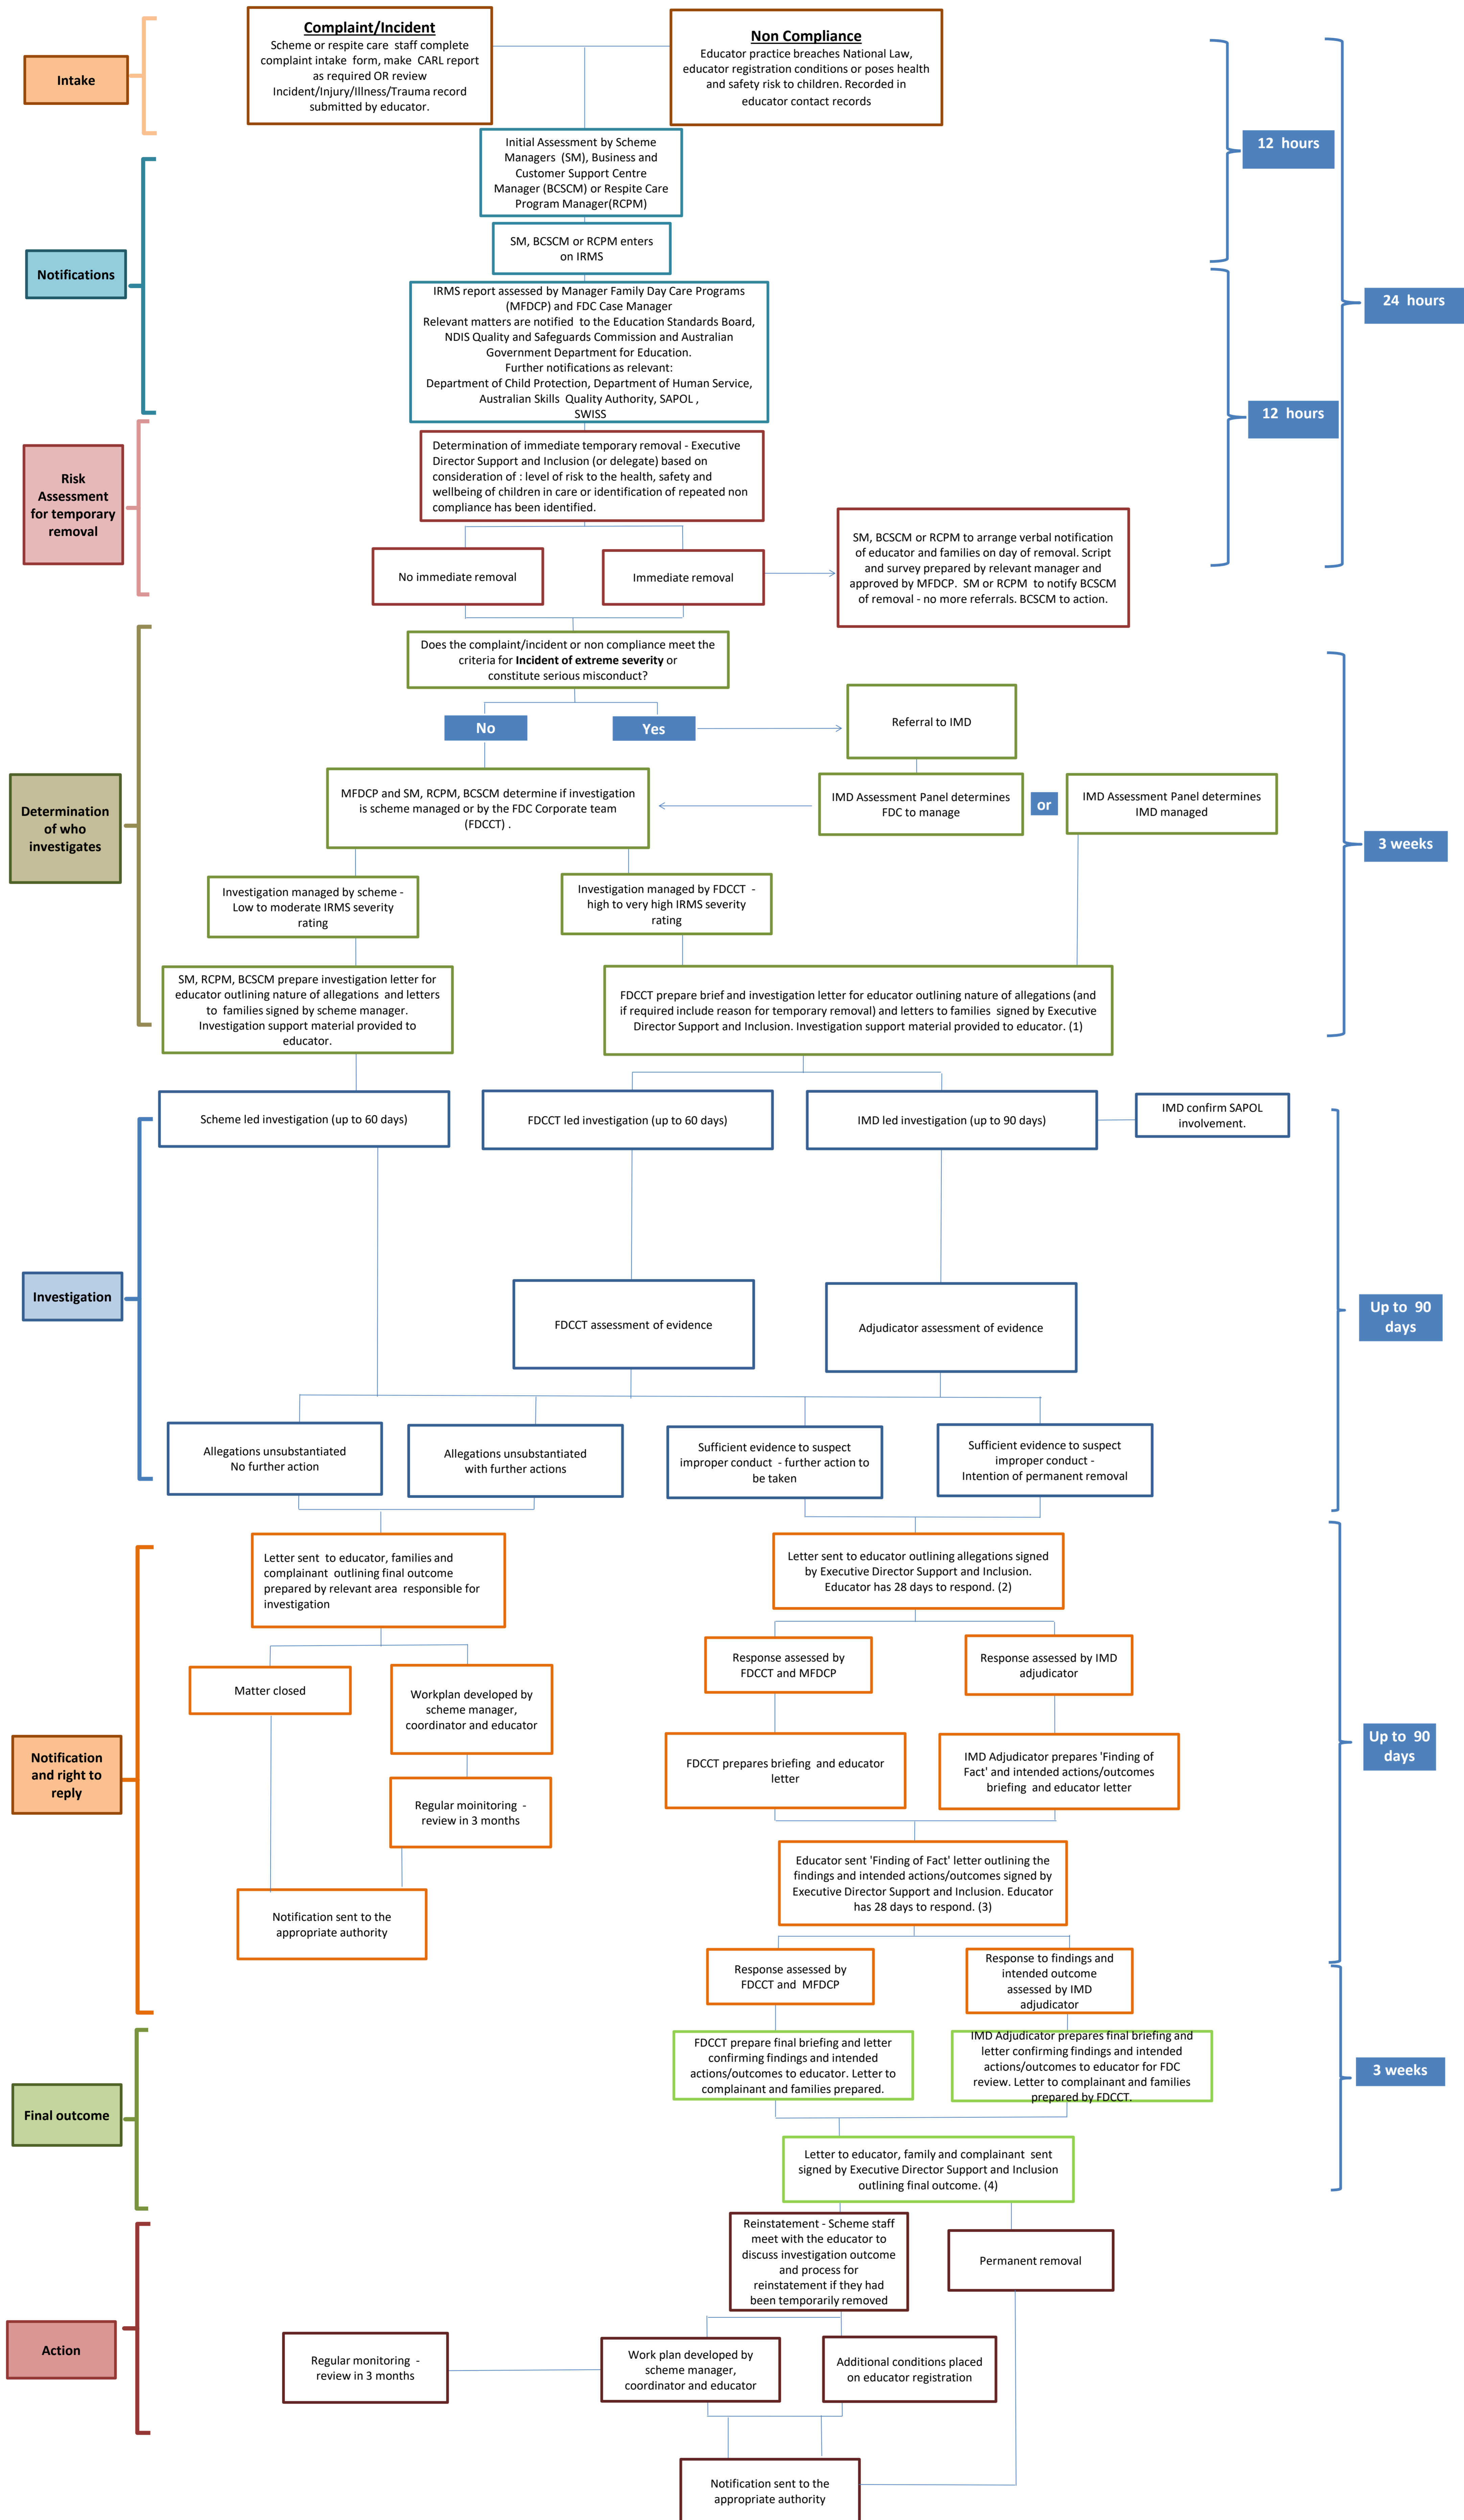 Complaint/Incident
Scheme or respite care staff complete
complaint intake form, make CARL report
as required OR review
Incident/Injury/Illness/Trauma record
submitted by educator.
Non Compliance
Educator practice breaches National Law,
educator registration conditions or poses health
and safety risk to children. Recorded in
educator contact records
Intake
12 hours
Initial Assessment by Scheme
Managers (SM), Business and
Customer Support Centre
Manager (BCSCM) or Respite Care
Program Manager(RCPM)
SM, BCSCM or RCPM enters
on IRMS
Notifications
24 hours
IRMS report assessed by Manager Family Day Care Programs
(MFDCP) and FDC Case Manager
Relevant matters are notified to the Education Standards Board,
NDIS Quality and Safeguards Commission and Australian
Government Department for Education.
Further notifications as relevant:
Department of Child Protection, Department of Human Service,
Australian Skills Quality Authority, SAPOL ,
SWISS
12 hours
Risk
Assessment
for temporary
removal
Determination of immediate temporary removal - Executive
Director Support and Inclusion (or delegate) based on
consideration of : level of risk to the health, safety and
wellbeing of children in care or identification of repeated non
compliance has been identified.
No immediate removal
Immediate removal
SM, BCSCM or RCPM to arrange verbal notification
of educator and families on day of removal. Script
and survey prepared by relevant manager and
approved by MFDCP. SM or RCPM to notify BCSCM
of removal - no more referrals. BCSCM to action.
Does the complaint/incident or non compliance meet the
criteria for Incident of extreme severity or
constitute serious misconduct?
No
Yes
Referral to IMD
Determination
of who
investigates
MFDCP and SM, RCPM, BCSCM determine if investigation
is scheme managed or by the FDC Corporate team
(FDCCT) .
IMD Assessment Panel determines
FDC to manage
or
IMD Assessment Panel determines
IMD managed
3 weeks
Investigation managed by scheme -
Low to moderate IRMS severity
rating
Investigation managed by FDCCT -
high to very high IRMS severity
rating
SM, RCPM, BCSCM prepare investigation letter for
educator outlining nature of allegations and letters
to families signed by scheme manager.
Investigation support material provided to
educator.
FDCCT prepare brief and investigation letter for educator outlining nature of allegations (and
if required include reason for temporary removal) and letters to families signed by Executive
Director Support and Inclusion. Investigation support material provided to educator. (1)
Scheme led investigation (up to 60 days)
FDCCT led investigation (up to 60 days)
IMD led investigation (up to 90 days)
IMD confirm SAPOL
involvement.
Investigation
FDCCT assessment of evidence
Adjudicator assessment of evidence
Up to 90
days
Allegations unsubstantiated
No further action
Allegations unsubstantiated
with further actions
Sufficient evidence to suspect
improper conduct - further action to
be taken
Sufficient evidence to suspect
improper conduct -
Intention of permanent removal
Letter sent to educator, families and
complainant outlining final outcome
prepared by relevant area responsible for
investigation
Letter sent to educator outlining allegations signed
by Executive Director Support and Inclusion.
Educator has 28 days to respond. (2)
Matter closed
Workplan developed by
scheme manager,
coordinator and educator
Response assessed by
FDCCT and MFDCP
Response assessed by IMD
adjudicator
Notification
and right to
reply
Regular moinitoring -
review in 3 months
FDCCT prepares briefing and educator
letter
IMD Adjudicator prepares 'Finding of
Fact' and intended actions/outcomes
briefing and educator letter
Up to 90
days
Notification sent to the
appropriate authority
Educator sent 'Finding of Fact' letter outlining the
findings and intended actions/outcomes signed by
Executive Director Support and Inclusion. Educator
has 28 days to respond. (3)
Response assessed by
FDCCT and MFDCP
Response to findings and
intended outcome
assessed by IMD
adjudicator
Final outcome
FDCCT prepare final briefing and letter
confirming findings and intended
actions/outcomes to educator. Letter to
complainant and families prepared.
IMD Adjudicator prepares final briefing and
letter confirming findings and intended
actions/outcomes to educator for FDC
review. Letter to complainant and families
prepared by FDCCT.
3 weeks
Letter to educator, family and complainant sent
signed by Executive Director Support and Inclusion
outlining final outcome. (4)
Reinstatement - Scheme staff
meet with the educator to
discuss investigation outcome
and process for
reinstatement if they had
been temporarily removed
Permanent removal
Action
Regular monitoring -
review in 3 months
Work plan developed by
scheme manager,
coordinator and educator
Additional conditions placed
on educator registration
Notification sent to the
appropriate authority